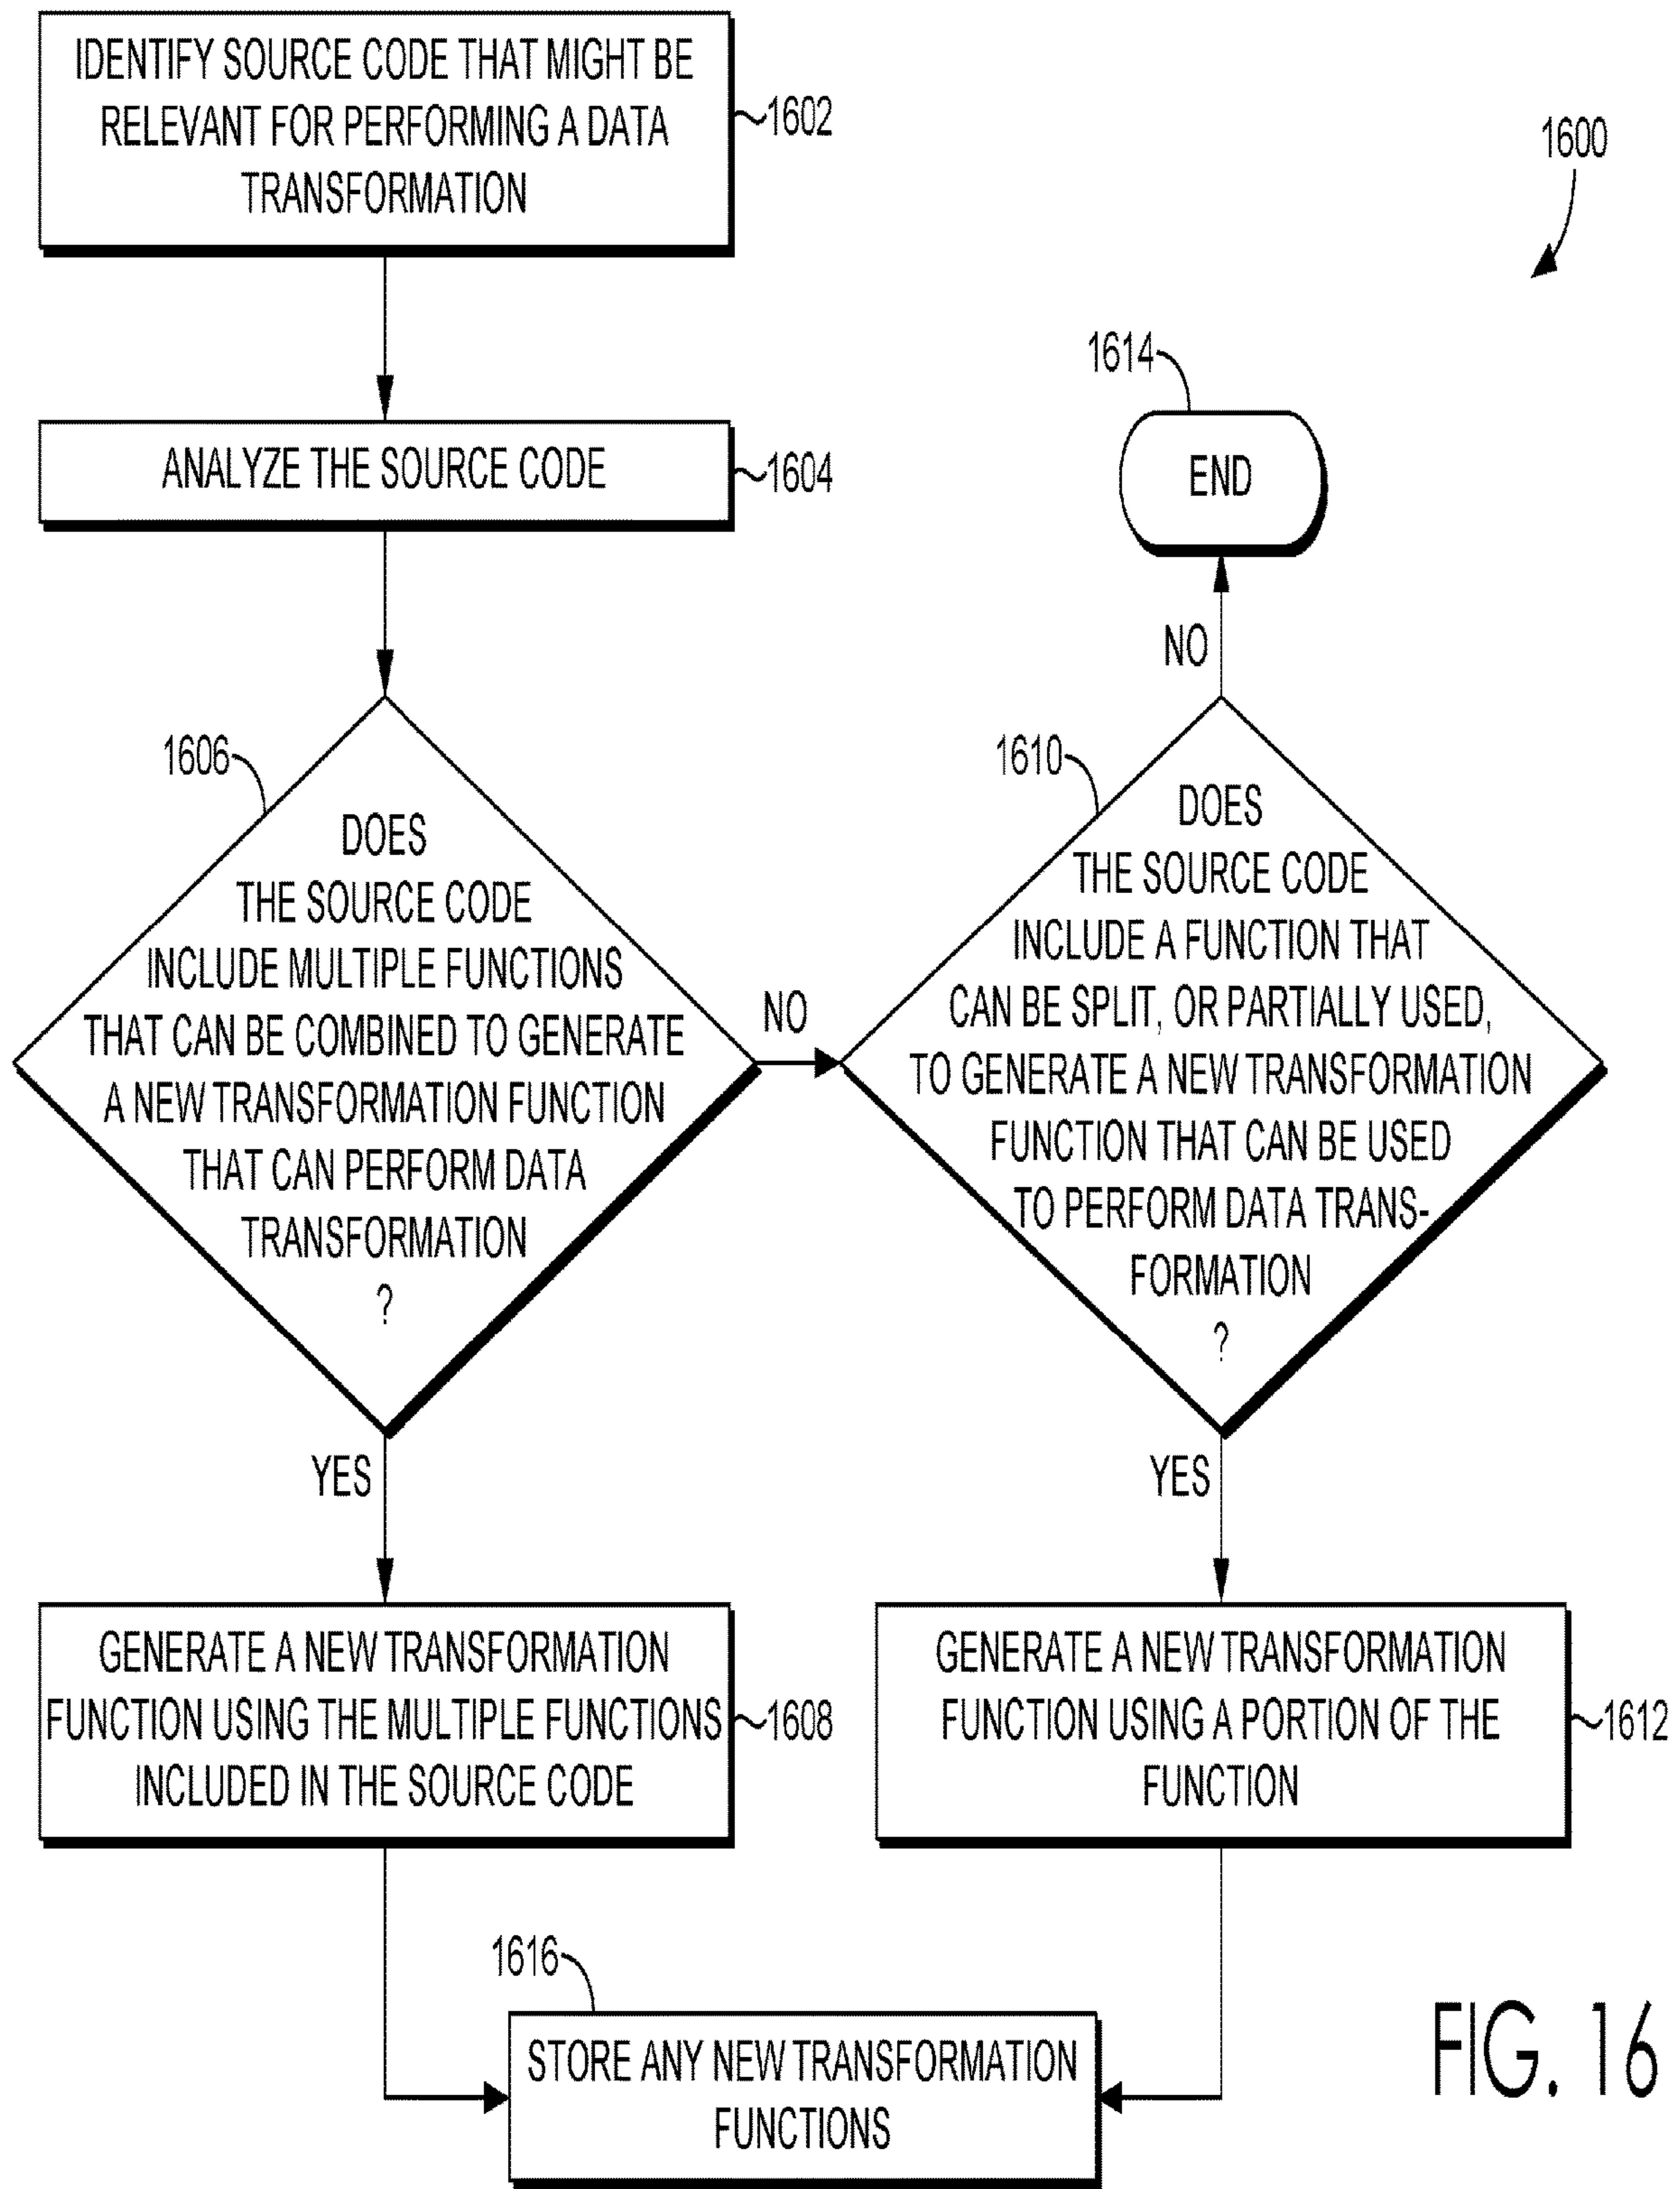 IDENTIFY SOURCE CODE THAT MIGHT BE
RELEVANT FOR PERFORMING A DATA
TRANSFORMATION
1602
1600
ANALYZE THE SOURCE CODE
1604
1614
END
NO
1606
DOES
THE SOURCE CODE
INCLUDE MULTIPLE FUNCTIONS
THAT CAN BE COMBINED TO GENERATE
A NEW TRANSFORMATION FUNCTION
THAT CAN PERFORM DATA
TRANSFORMATION
?
NO
1610
DOES
THE SOURCE CODE
INCLUDE A FUNCTION THAT
CAN BE SPLIT, OR PARTIALLY USED,
TO GENERATE A NEW TRANSFORMATION
FUNCTION THAT CAN BE USED
TO PERFORM DATA TRANS-
FORMATION
?
YES
YES
GENERATE A NEW TRANSFORMATION
FUNCTION USING THE MULTIPLE FUNCTIONS
INCLUDED IN THE SOURCE CODE
1608
GENERATE A NEW TRANSFORMATION
FUNCTION USING A PORTION OF THE
FUNCTION
1612
1616
STORE ANY NEW TRANSFORMATION
FUNCTIONS
FIG. 16